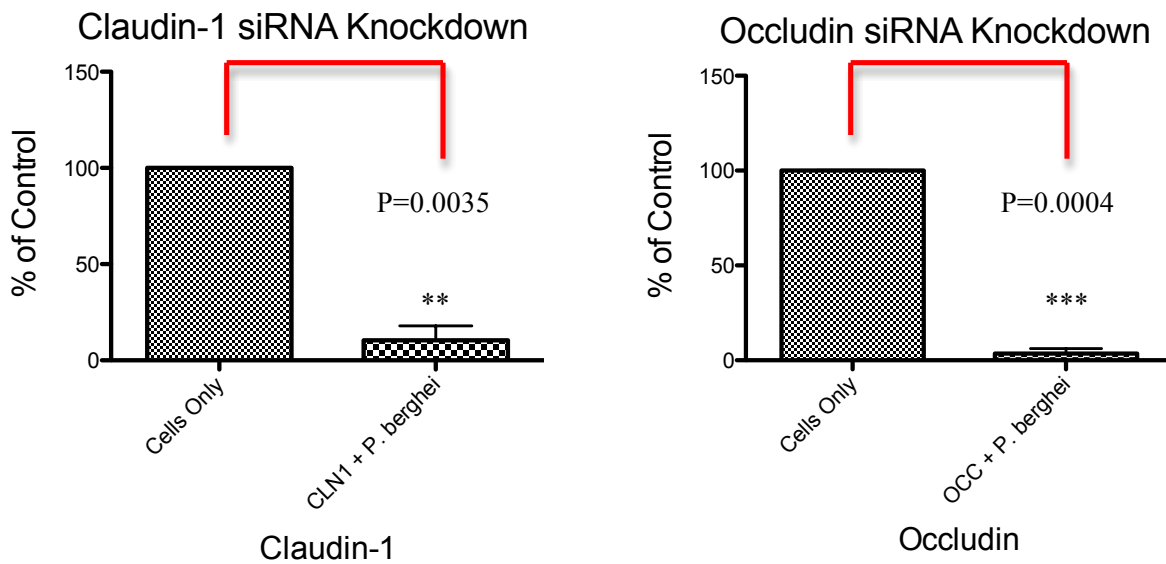 Claudin-1 siRNA Knockdown
150
100
50
0
% of Control
P=0.0035
**
Cells Only
CLN1 + P. berghei
Claudin-1
Occludin siRNA Knockdown
150
100
50
0
% of Control
P=0.0004
***
Cells Only
OCC + P. berghei
Occludin